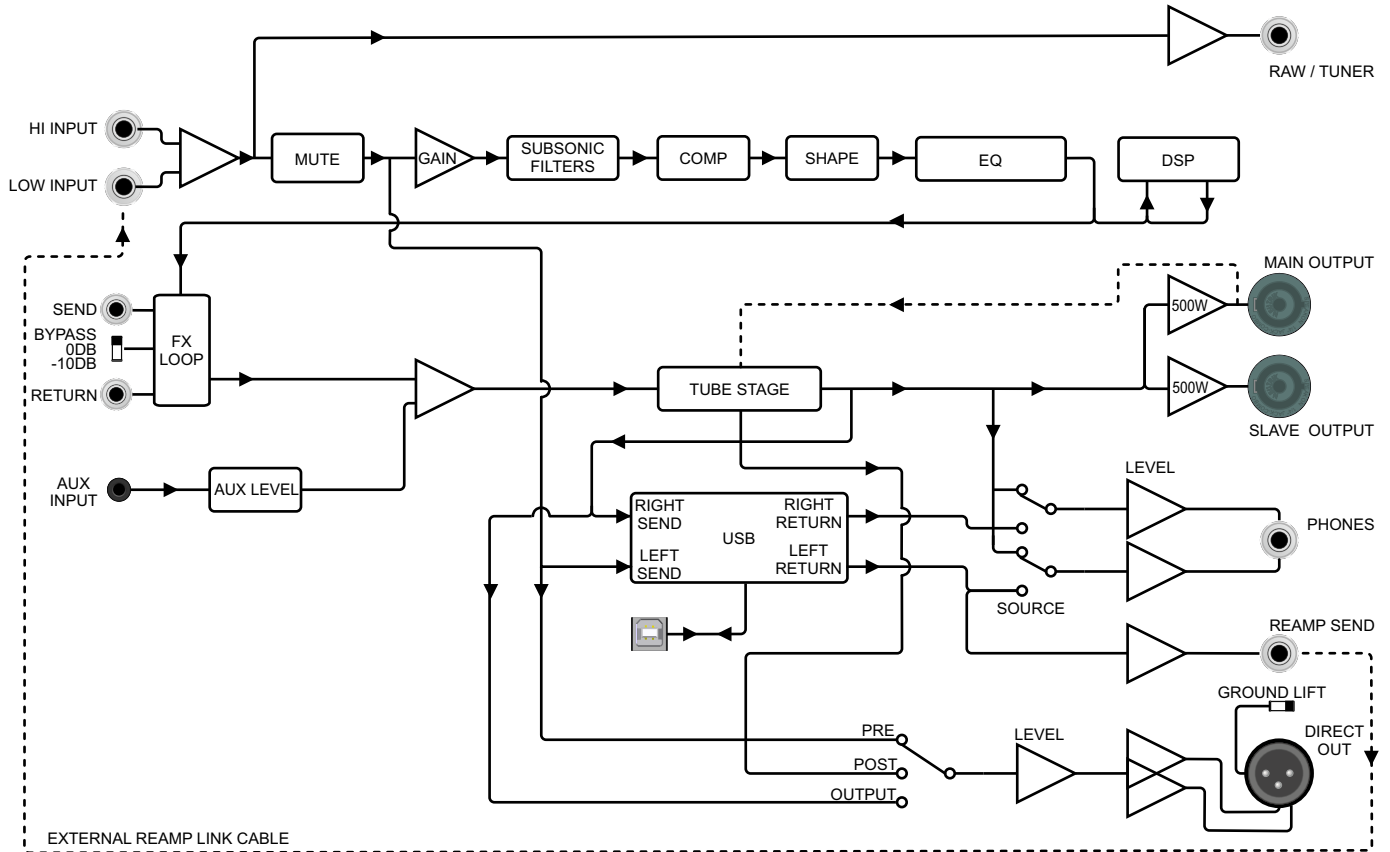 RAW / TUNER
HI INPUT
LOW INPUT
MUTE
GAIN
SUBSONIC
FILTERS
COMP
SHAPE
EQ
DSP
MAIN OUTPUT
500W
SEND
BYPASS
0DB
-10DB
RETURN
FX
LOOP
TUBE STAGE
500W
SLAVE OUTPUT
AUX
INPUT
AUX LEVEL
RIGHT
SEND
LEFT
SEND
USB
RIGHT
RETURN
LEFT
RETURN
LEVEL
PHONES
SOURCE
REAMP SEND
GROUND LIFT
DIRECT
OUT
PRE
POST
OUTPUT
LEVEL
EXTERNAL REAMP LINK CABLE